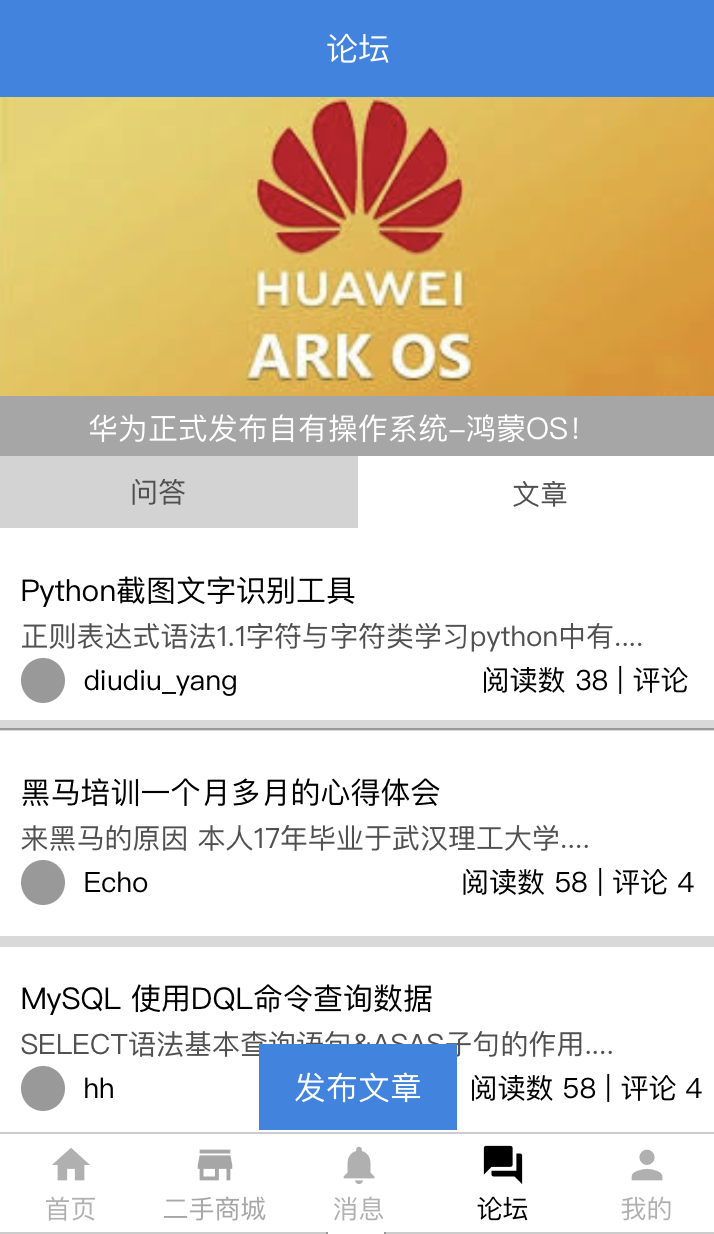 论坛
HUAWEI
ARK OS
华为正式发布自有操作系统-鸿蒙OS!
问答 文章
Python截图文字识别工具
正则表达式语法1.1字符与字符类学习python中有....
diudiu_yang 阅读数 38 | 评论
黑马培训一个月多月的心得体会
来黑马的原因 本人17年毕业于武汉理工大学....
Echo 阅读数 58 | 评论 4
MySQL 使用DQL命令查询数据
SELECT语法基本查询语句&ASAS子句的作用....
hh 发布文章 阅读数 58 | 评论 4
首页 二手商城 消息 论坛 我的